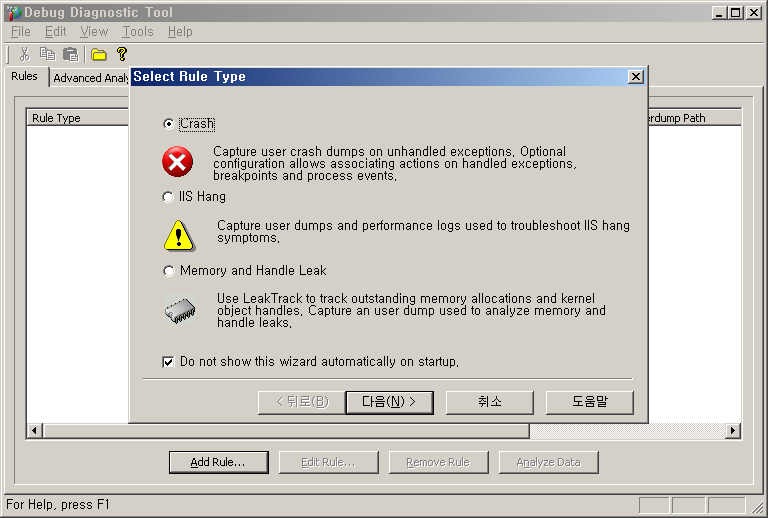 Debug Diagnostic Tool
File Edit View Tools Help
Rules Advanced Analy
Select Rule Type
Rule Type
erdump Path
Crash
Capture user crash dumps on unhandled exceptions, Optional
configuration allows associating actions on handled exceptions,
breakpoints and process events,
IIS Hang
Capture user dumps and performance logs used to troubleshoot IIS hang
symptoms,
Memory and Handle Leak
Use LeakTrack to track outstanding memory allocations and kernel
object handles, Capture an user dump used to analyze memory and
handle leaks,
Do not show this wizard automatically on startup,
< 뒤로(B) 다음(N) > 취소 도움말
Add Rule... Edit Rule... Remove Rule Analyze Data
For Help, press F1